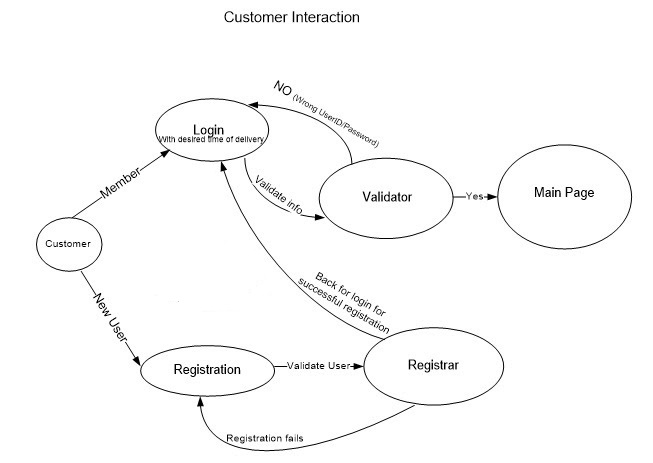 Customer Interaction
NO (Wrong UserID/Password)
Login
With desired time of delivery
Member
Validate info
Validator
Yes
Main Page
Customer
New User
Back for login for
successful registration
Registration
Validate User
Registrar
Registration fails